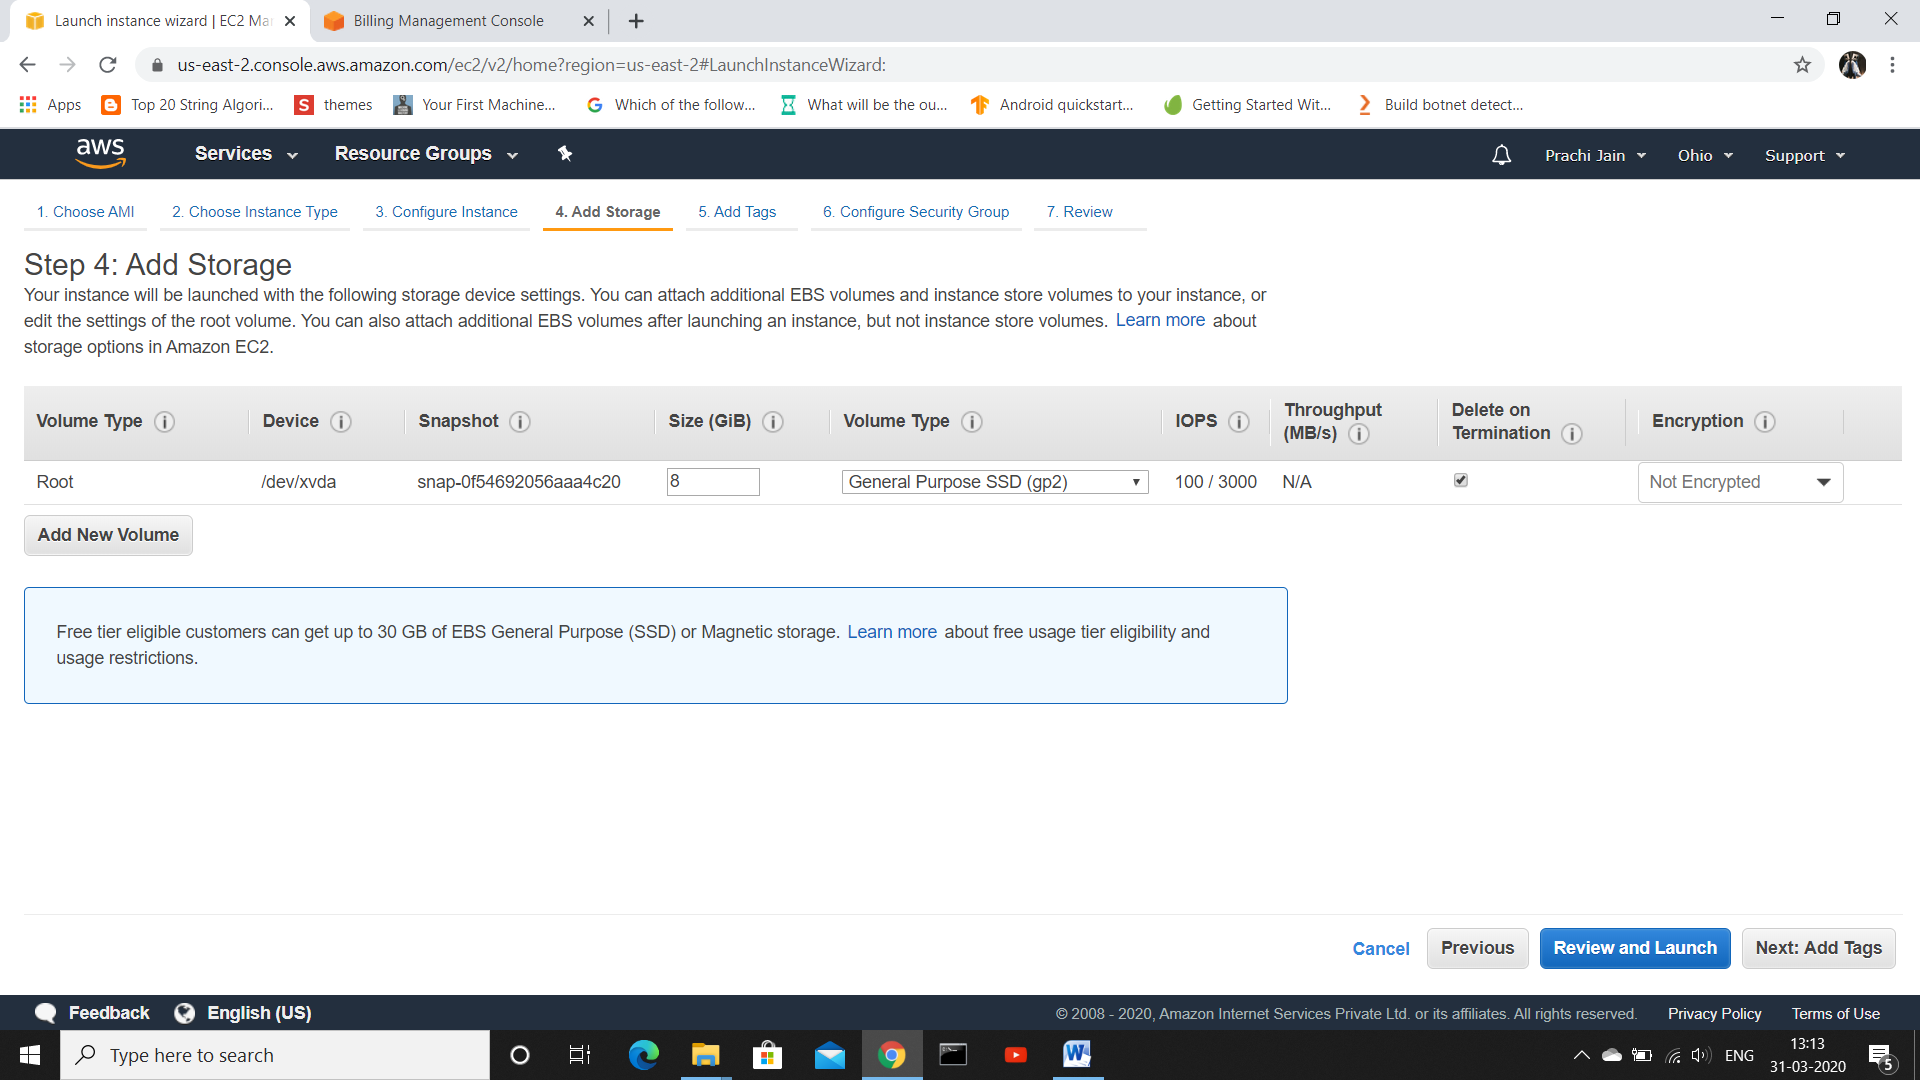 Launch instance wizard | EC2 Ma
Billing Management Console
us-east-2.console.aws.amazon.com/ec2/v2/home?region=us-east-2#LaunchInstanceWizard:
Apps
Top 20 String Algori...
S
themes
Your First Machine...
Which of the follow...
What will be the ou...
Android quickstart...
Getting Started Wit...
Build botnet detect...
aws
Services
Resource Groups
Prachi Jain
Ohio
Support
1. Choose AMI
2. Choose Instance Type
3. Configure Instance
4. Add Storage
5. Add Tags
6. Configure Security Group
7. Review
Step 4: Add Storage
Your instance will be launched with the following storage device settings. You can attach additional EBS volumes and instance store volumes to your instance, or
edit the settings of the root volume. You can also attach additional EBS volumes after launching an instance, but not instance store volumes. Learn more about
storage options in Amazon EC2.
Volume Type
Device
Snapshot
Size (GiB)
Volume Type
IOPS
Throughput
(MB/s)
Delete on
Termination
Encryption
Root
/dev/xvda
snap-0f54692056aaa4c20
8
General Purpose SSD (gp2)
100 / 3000
N/A
Not Encrypted
Add New Volume
Free tier eligible customers can get up to 30 GB of EBS General Purpose (SSD) or Magnetic storage. Learn more about free usage tier eligibility and
usage restrictions.
Cancel
Previous
Review and Launch
Next: Add Tags
Feedback
English (US)
© 2008 - 2020, Amazon Internet Services Private Ltd. or its affiliates. All rights reserved.
Privacy Policy
Terms of Use
Type here to search
ENG
13:13
31-03-2020
5